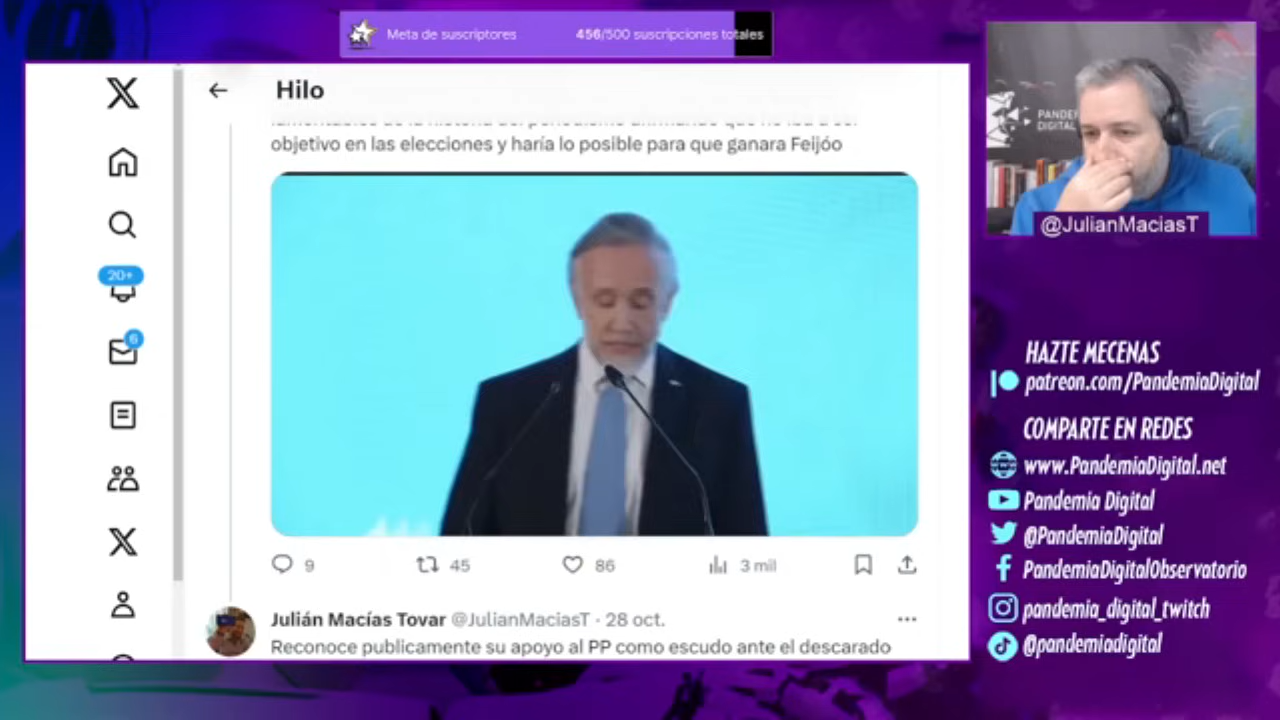 Meta de suscriptores 456/500 suscripciones totales
Hilo
objetivo en las elecciones y haría lo posible para que ganara Feijóo
20+
6
9 45 86 3 mil
Julián Macías Tovar @JulianMaciasT · 28 oct.
Reconoce publicamente su apoyo al PP como escudo ante el descarado
DIGITAL
@JulianMaciasT
HAZTE MECENAS
patreon.com/PandemiaDigital
COMPARTE EN REDES
www.PandemiaDigital.net
Pandemia Digital
@PandemiaDigital
PandemiaDigitalObservatorio
pandemia_digital_twitch
@pandemiadigital